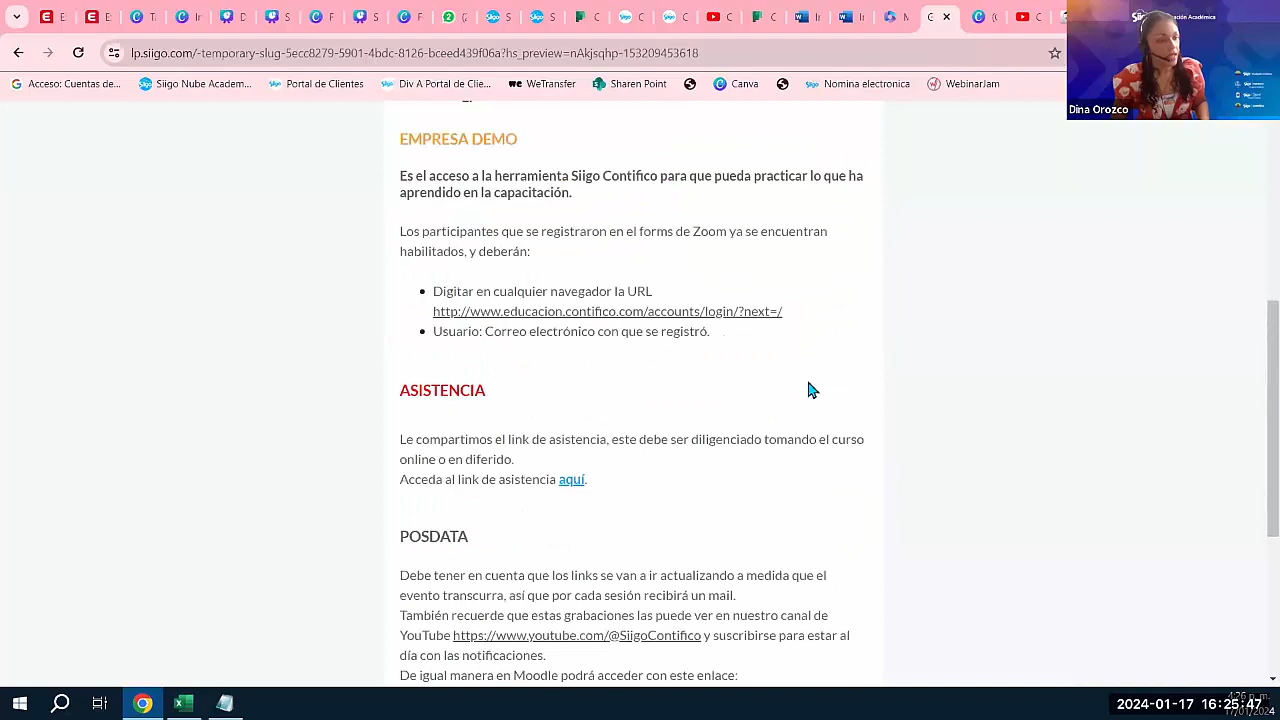 lp.siigo.com/-temporary-slug-5ecc8279-5901-4bdc-8126-bceed439f06a?hs_preview=nAkjsqhp-153209453618
Acceso: Cuentas de...
Siigo Nube Academ...
Portal de Clientes
Div A Portal de Clie...
WeTransfer
Sharen Point
Canva
Nomina electronica
Dina Orozco
EMPRESA DEMO
Es el acceso a la herramienta Siigo Contifico para que pueda practicar lo que ha
aprendido en la capacitación.
Los participantes que se registraron en el forms de Zoom ya se encuentran
habilitados, y deberán:
Digitar en cualquier navegador la URL
http://www.educacion.contifico.com/accounts/login/?next=/
Usuario: Correo electrónico con que se registró.
ASISTENCIA
Le compartimos el link de asistencia, este debe ser diligenciado tomando el curso
online o en diferido.
Acceda al link de asistencia aquí.
POSDATA
Debe tener en cuenta que los links se van a ir actualizando a medida que el
evento transcurra, así que por cada sesión recibirá un mail.
También recuerde que estas grabaciones las puede ver en nuestro canal de
YouTube https://www.youtube.com/@SiigoContifico y suscribirse para estar al
día con las notificaciones.
De igual manera en Moodle podrá acceder con este enlace:
2024-01-17 16:25:47